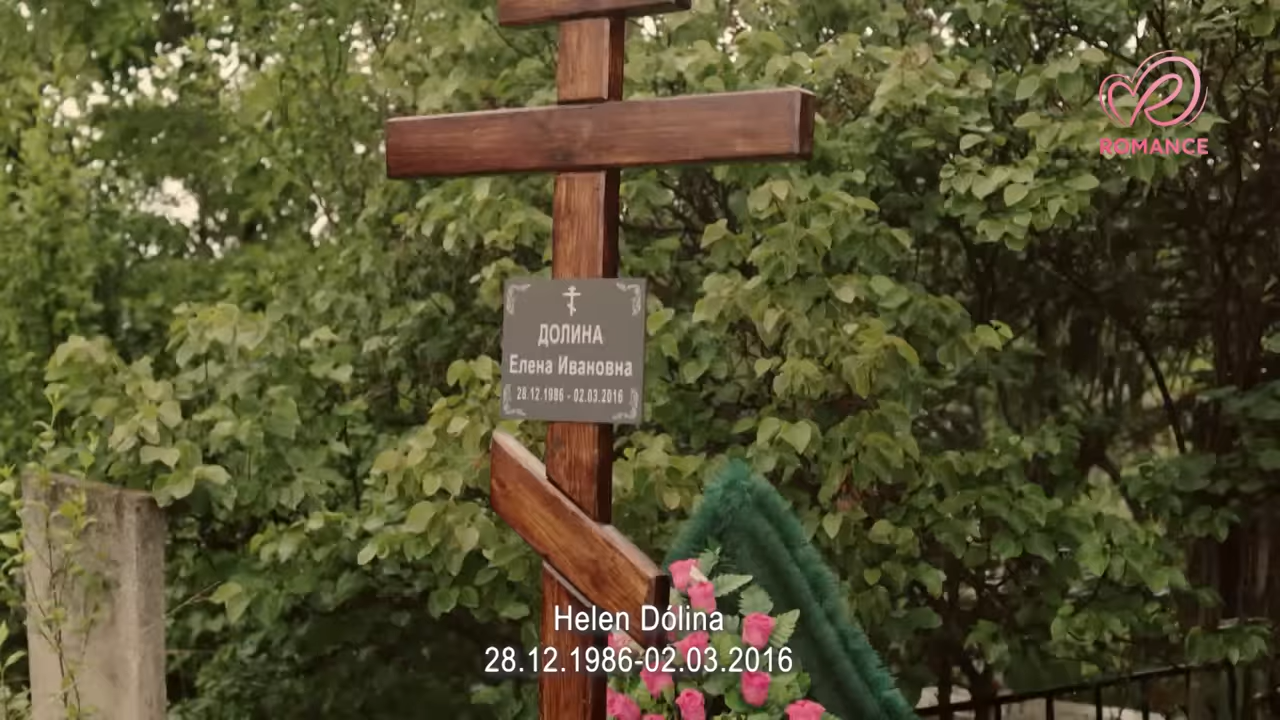 ROMANCE
ДОЛИНА
Елена Ивановна
28.12.1986 - 02.03.2016
Helen Dólina
28.12.1986-02.03.2016